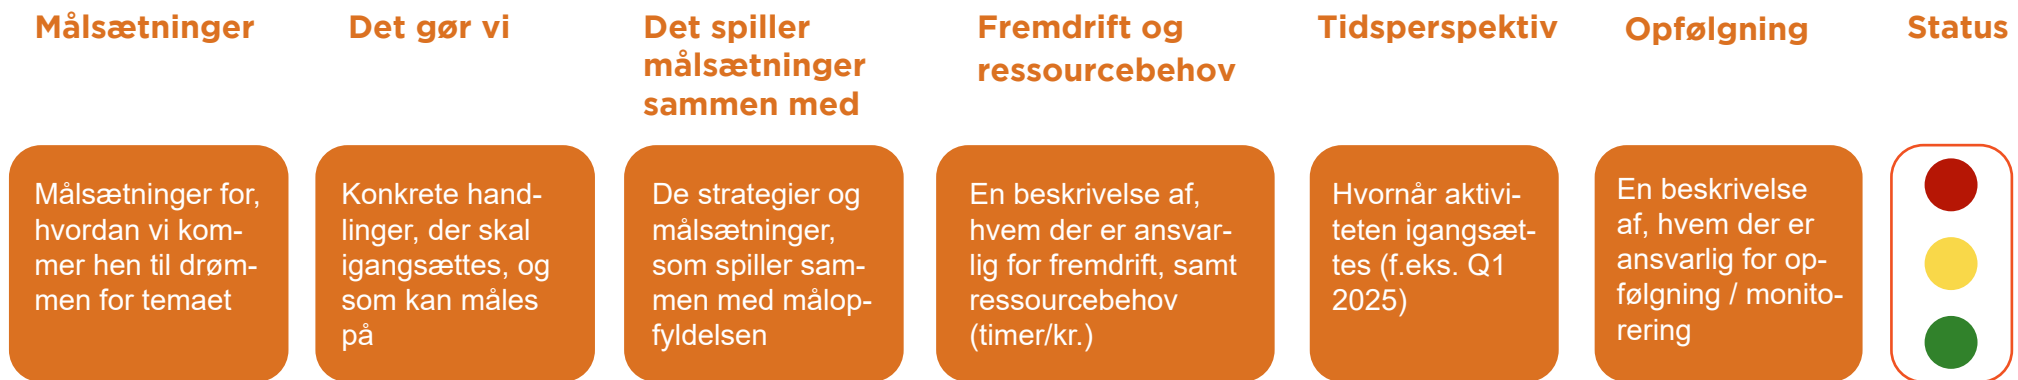 Målsætninger
Det gør vi
Det spiller
målsætninger
sammen med
Fremdrift og
ressourcebehov
Tidsperspektiv
Opfølgning
Status
Målsætninger for,
hvordan vi kom-
mer hen til drøm-
men for temaet
Konkrete hand-
linger, der skal
igangsættes, og
som kan måles
på
De strategier og
målsætninger,
som spiller sam-
men med målop-
fyldelsen
En beskrivelse af,
hvem der er ansvar-
lig for fremdrift, samt
ressourcebehov
(timer/kr.)
Hvornår aktivi-
teten igangsæt-
tes (f.eks. Q1
2025)
En beskrivelse
af, hvem der er
ansvarlig for op-
følgning / monito-
rering